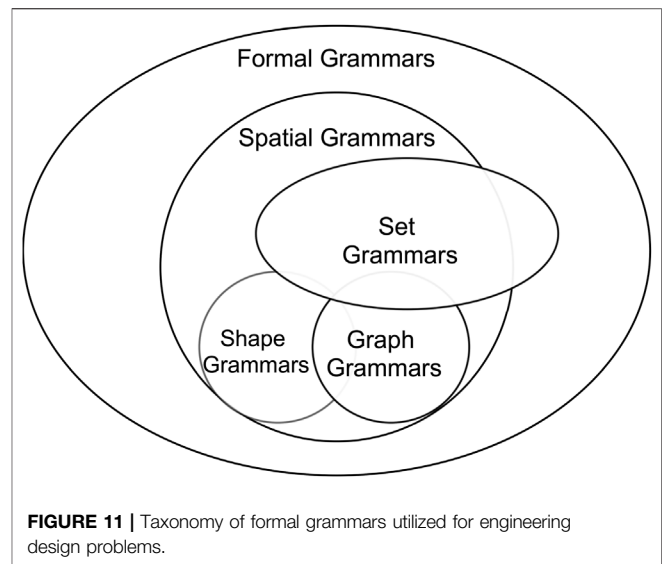 Formal Grammars
Spatial Grammars
Set
Grammars
Shape
Grammars
Graph
Grammars
FIGURE 11 | Taxonomy of formal grammars utilized for engineering
design problems.